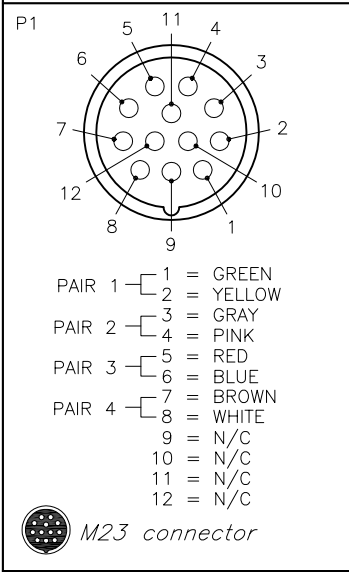 P1
11
5
4
6
3
7
2
12
10
8
1
9
PAIR 1
1 = GREEN
2 = YELLOW
PAIR 2
3 = GRAY
4 = PINK
PAIR 3
5 = RED
6 = BLUE
PAIR 4
7 = BROWN
8 = WHITE
9 = N/C
10 = N/C
11 = N/C
12 = N/C
M23 connector